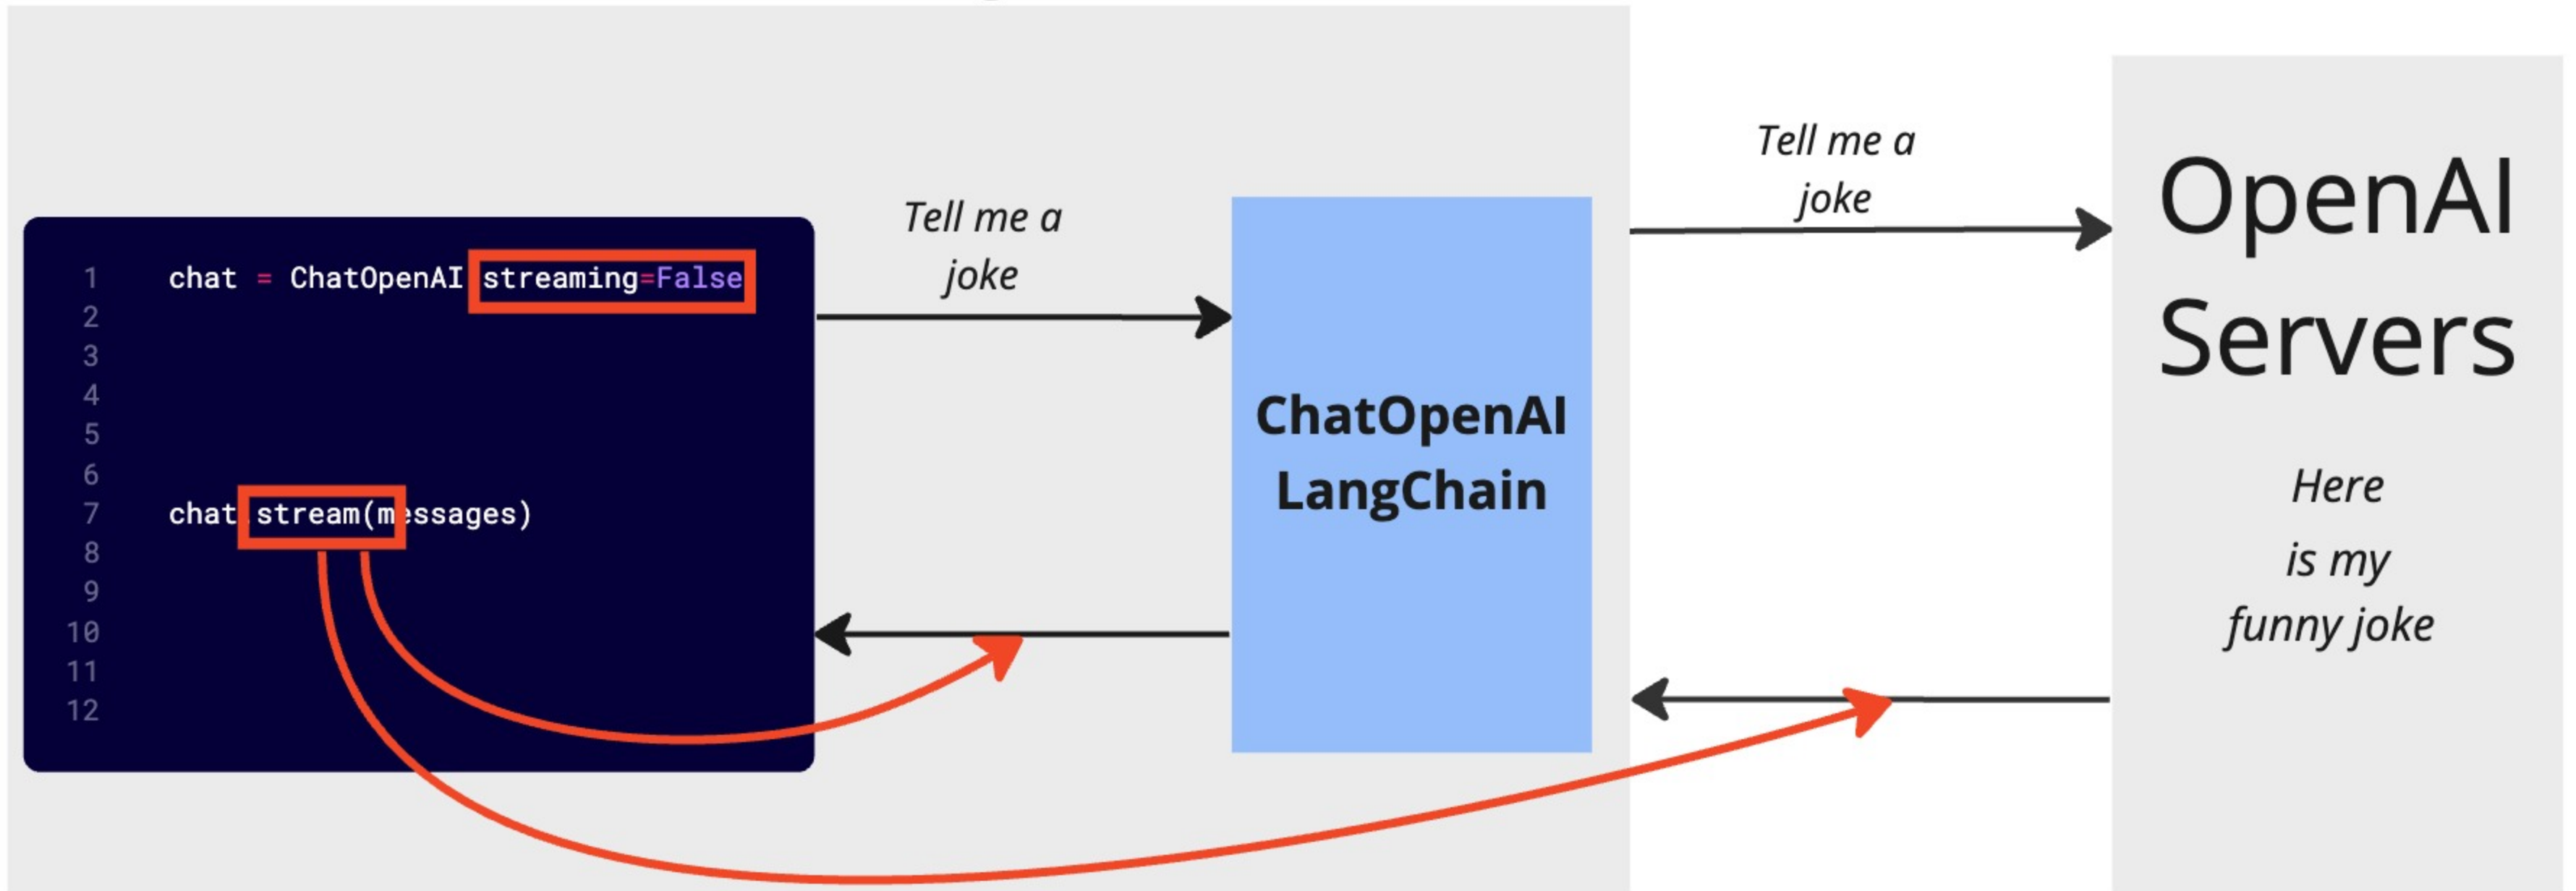 1 chat = ChatOpenAI streaming=False
2
3
4
5
6
7 chat.stream(messages)
8
9
10
11
12
Tell me a
joke
ChatOpenAI
LangChain
Tell me a
joke
OpenAI
Servers
Here
is my
funny joke